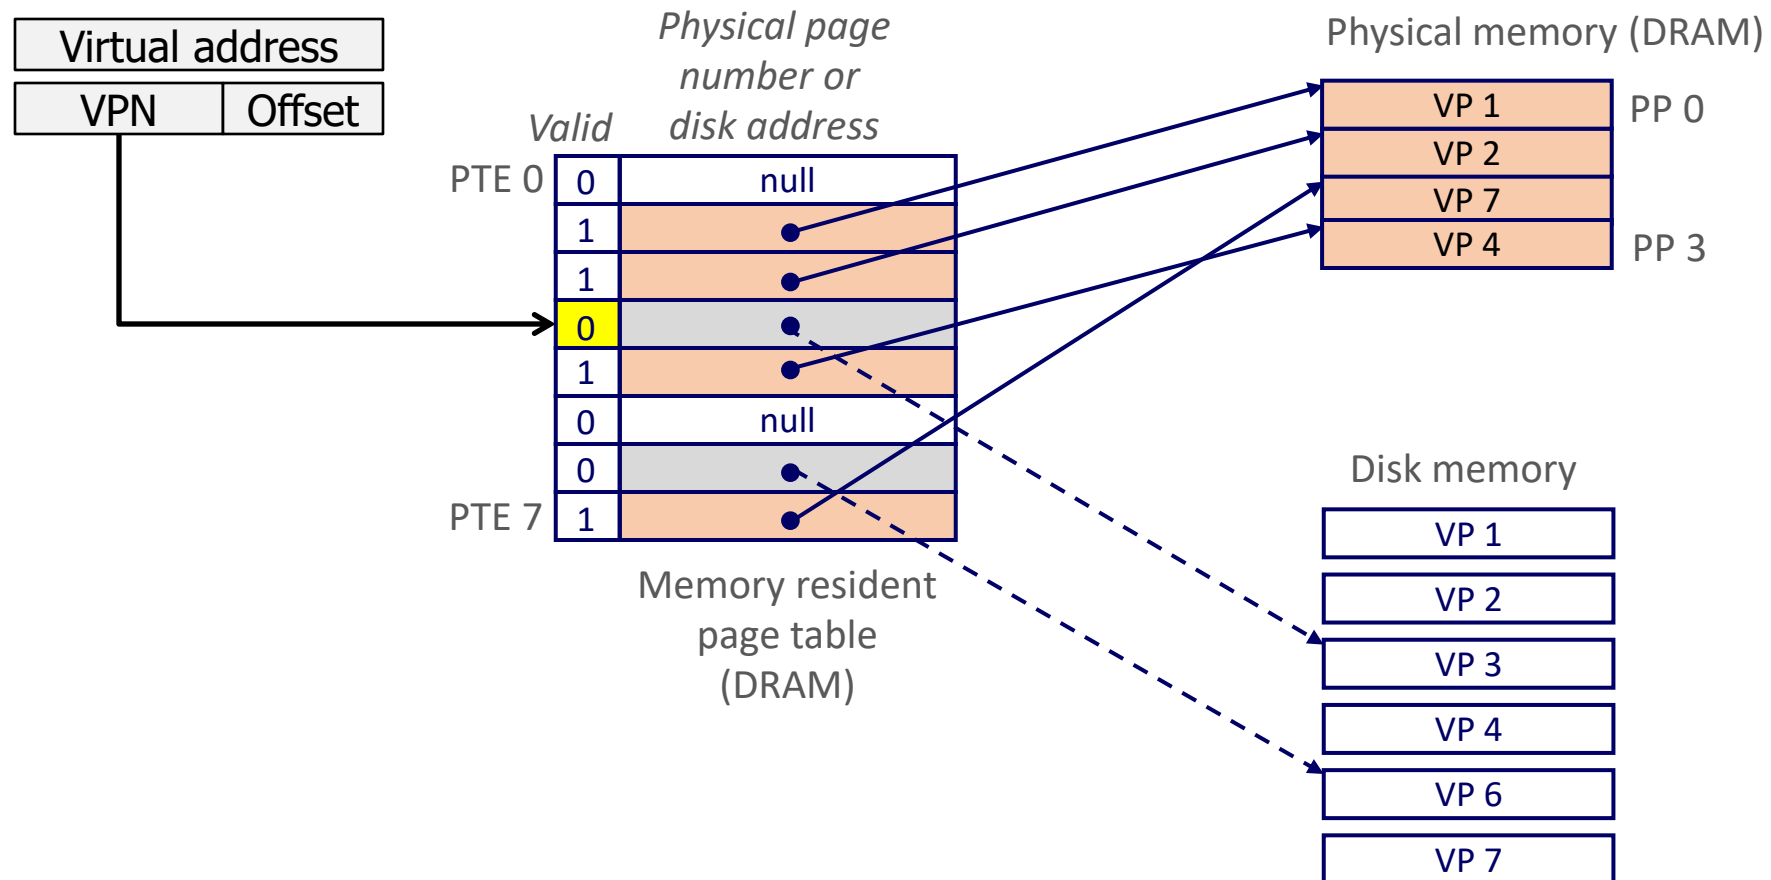 Virtual address
VPN
Offset
Valid
Physical page
number or
disk address
PTE 0
0
null
1
1
0
1
0
null
0
PTE 7
1
Memory resident
page table
(DRAM)
Physical memory (DRAM)
VP 1
PP 0
VP 2
VP 7
VP 4
PP 3
Disk memory
VP 1
VP 2
VP 3
VP 4
VP 6
VP 7